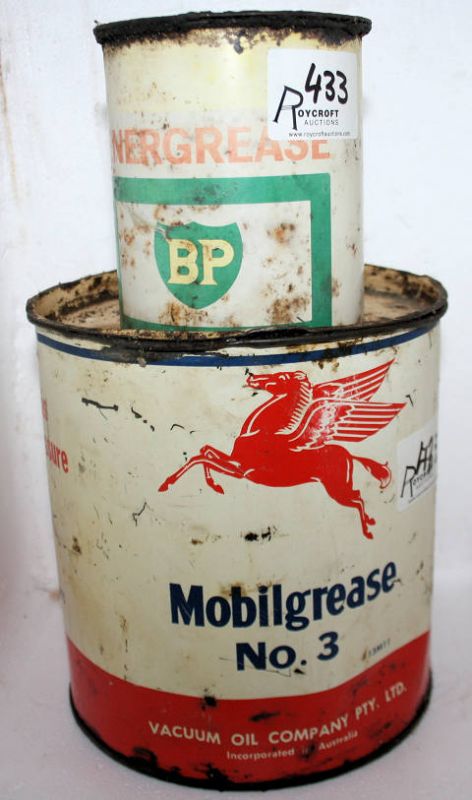 433
ROYCROFT
AUCTIONS
www.roycroftauctions.com
NERGREASE
BP
Mobilgrease
No. 3
VACUUM OIL COMPANY PTY. LTD.
Incorporated in Australia